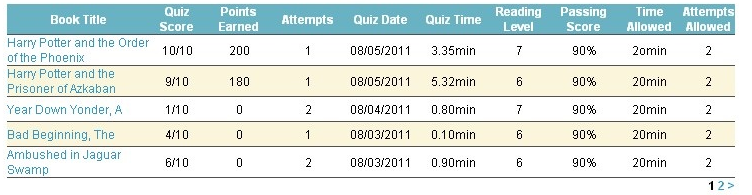 Book Title Quiz Score Points Earned Attempts Quiz Date Quiz Time Reading Level Passing Score Time Allowed Attempts Allowed
Harry Potter and the Order of the Phoenix 10/10 200 1 08/05/2011 3.35min 7 90% 20min 2
Harry Potter and the Prisoner of Azkaban 9/10 180 1 08/05/2011 5.32min 6 90% 20min 2
Year Down Yonder, A 1/10 0 2 08/04/2011 0.80min 7 90% 20min 2
Bad Beginning, The 4/10 0 1 08/03/2011 0.10min 6 90% 20min 2
Ambushed in Jaguar Swamp 6/10 0 2 08/03/2011 0.90min 6 90% 20min 2
1 2 >